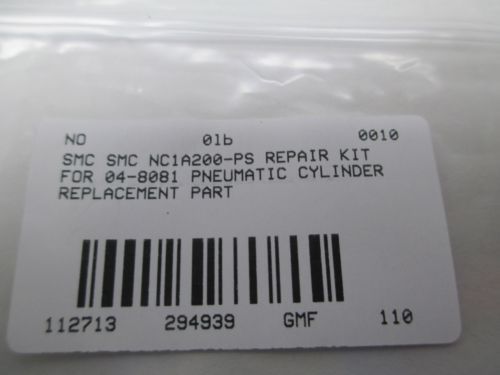 NO 01b 0010
SMC SMC NC1A200-PS REPAIR KIT
FOR 04-8081 PNEUMATIC CYLINDER
REPLACEMENT PART
112713 294939 GMF 110